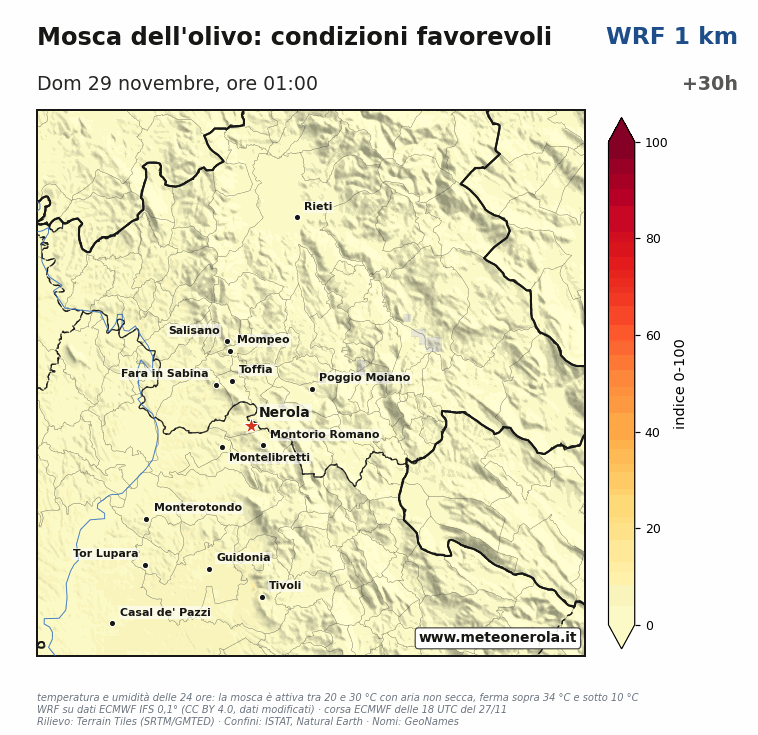 Mosca dell'olivo: condizioni favorevoli
WRF 1 km
Dom 29 novembre, ore 01:00
+30h
Rieti
Salisano
Mompeo
Toffia
Fara in Sabina
Poggio Moiano
Nerola
Montorio Romano
Montelibretti
Monterotondo
Tor Lupara
Guidonia
Tivoli
Casal de' Pazzi
www.meteonerola.it
100
80
60
40
20
0
indice 0-100
temperatura e umidità delle 24 ore: la mosca è attiva tra 20 e 30 °C con aria non secca, ferma sopra 34 °C e sotto 10 °C
WRF su dati ECMWF IFS 0,1° (CC BY 4.0, dati modificati) · corsa ECMWF delle 18 UTC del 27/11
Rilievo: Terrain Tiles (SRTM/GMTED) · Confini: ISTAT, Natural Earth · Nomi: GeoNames